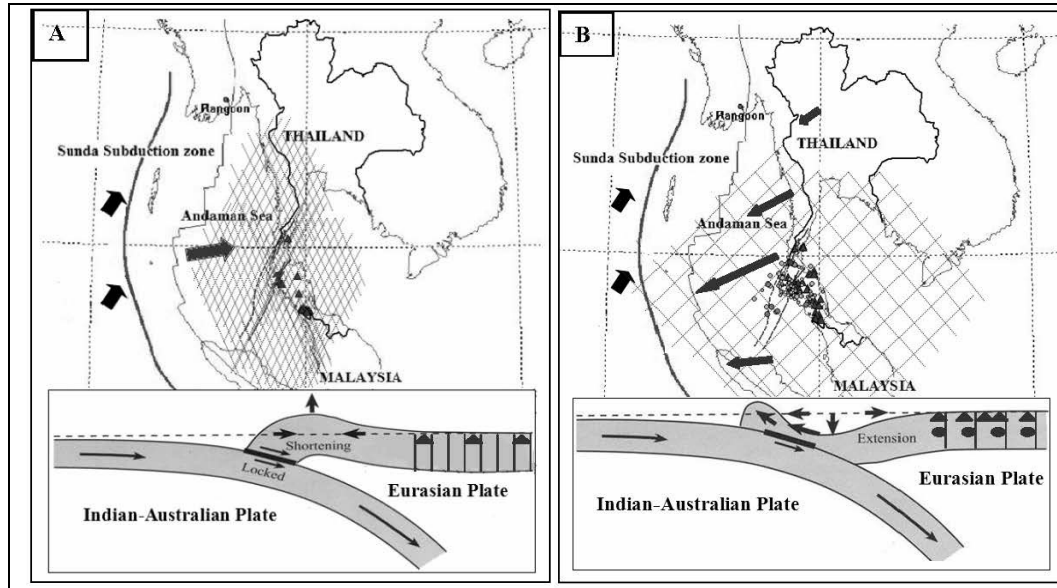 A
Rangoon
THAILAND
Sunda Subduction zone
Andaman Sea
MALAYSIA
Shortening
Locked
Eurasian Plate
Indian-Australian Plate
B
Rangoon
THAILAND
Sunda Subduction zone
Andaman Sea
MALAYSIA
Extension
Eurasian Plate
Indian-Australian Plate